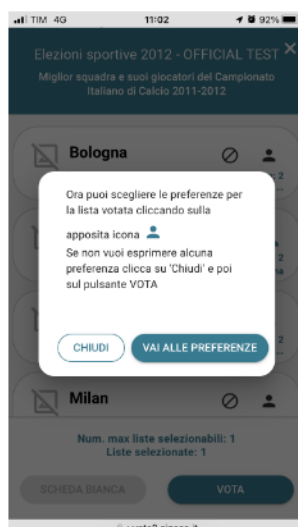 TIM 4G 11:02 92%
Elezioni sportive 2012 - OFFICIAL TEST ×
Miglior squadra e suoi giocatori del Campionato
Italiano di Calcio 2011-
2012
Bologna
Ora puoi scegliere le preferenze per
la lista votata cliccando sulla
apposita icona
Se non vuoi esprimere alcuna
preferenza clicca su 'Chiudi' e poi
sul pulsante VOTA
CHIUDI VAI ALLE PREFERENZE
Milan
Num. max liste selezionabili: 1
Liste selezionate: 1
SCHEDA BIANCA VOTA